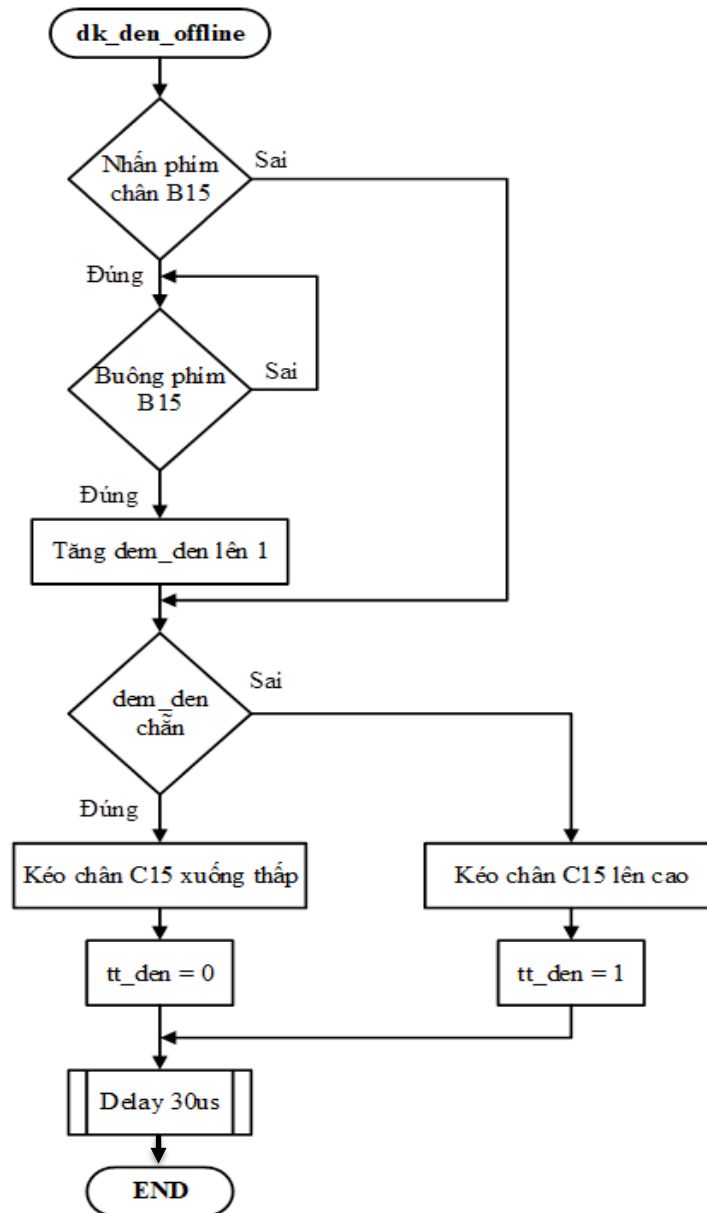 dk_den_offline
Nhấn phím
chân B15
Sai
Đúng
Buông phím
B15
Sai
Đúng
Tăng dem_den lên 1
dem_den
chẵn
Sai
Đúng
Kéo chân C15 xuống thấp
Kéo chân C15 lên cao
tt_den = 0
tt_den = 1
Delay 30us
END